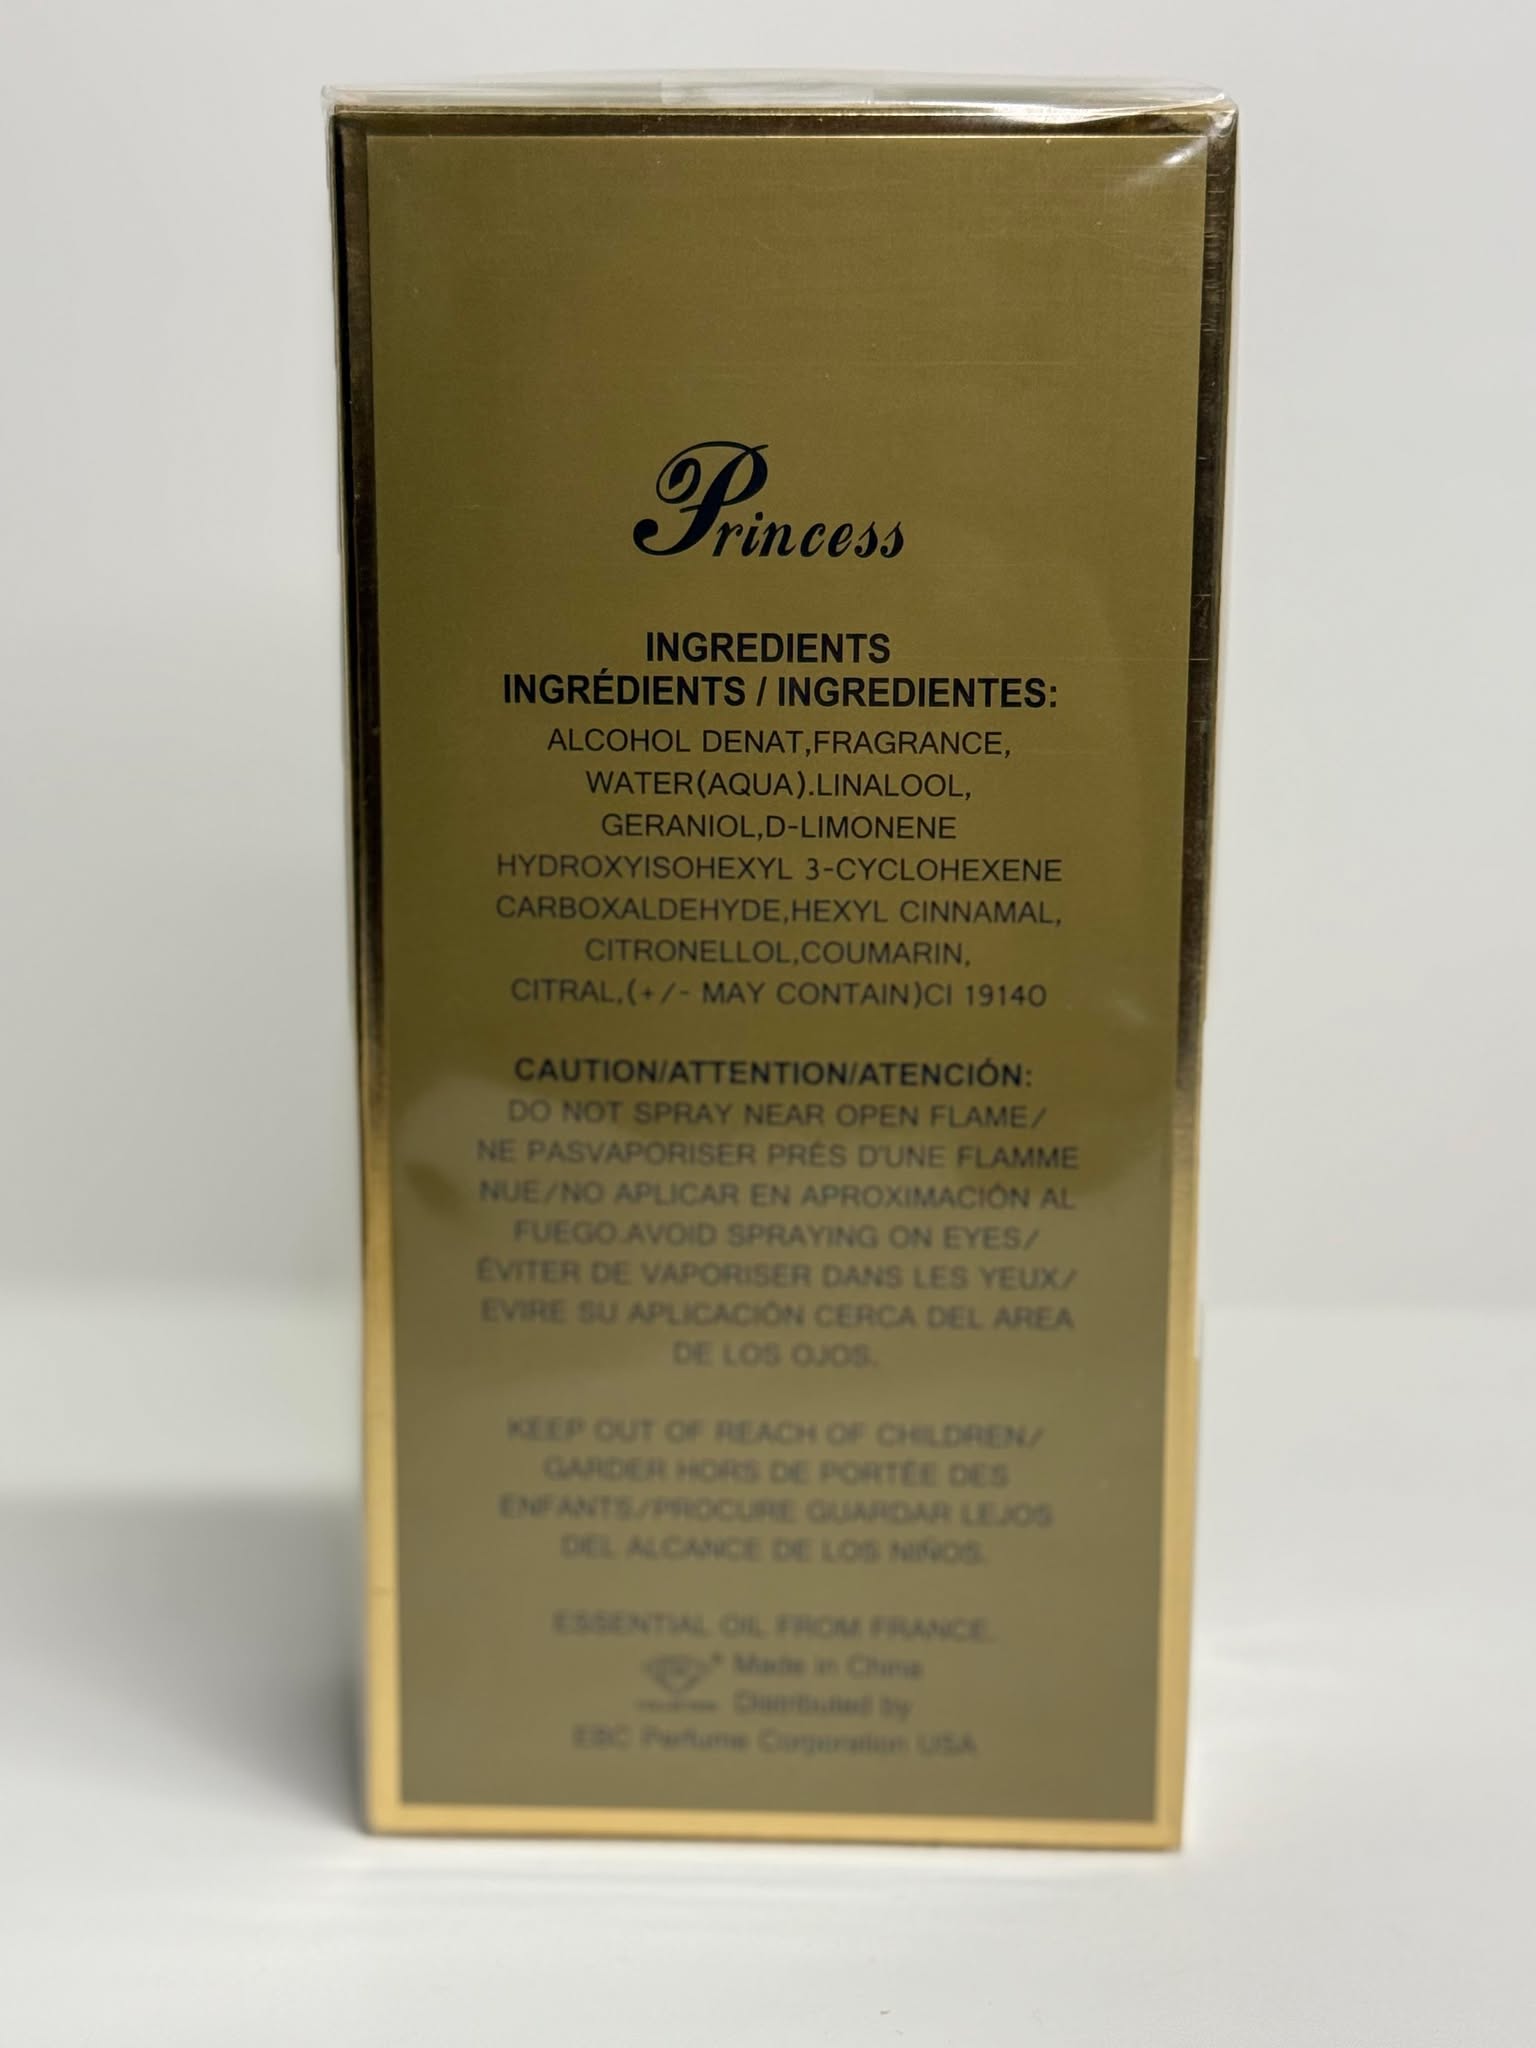 Princess
INGREDIENTS
INGRÉDIENTS / INGREDIENTES:
ALCOHOL DENAT,FRAGRANCE,
WATER(AQUA).LINALOOL,
GERANIOL,D-LIMONENE
HYDROXYISOHEXYL 3-CYCLOHEXENE
CARBOXALDEHYDE,HEXYL CINNAMAL,
CITRONELLOL,COUMARIN,
CITRAL,(+/- MAY CONTAIN)CI 19140
CAUTION/ATTENTION/ATENCIÓN:
DO NOT SPRAY NEAR OPEN FLAME/
NE PASVAPORISER PRÉS D'UNE FLAMME
NUE/NO APLICAR EN APROXIMACIÓN AL
FUEGO.AVOID SPRAYING ON EYES/
ÉVITER DE VAPORISER DANS LES YEUX/
EVIRE SU APLICACIÓN CERCA DEL AREA
DE LOS OJOS.
KEEP OUT OF REACH OF CHILDREN/
GARDER HORS DE PORTÉE DES
ENFANTS/PROCURE GUARDAR LEJOS
DEL ALCANCE DE LOS NIÑOS.
ESSENTIAL OIL FROM FRANCE.
Made in China
Distributed by
EBC Perfume Corporation USA